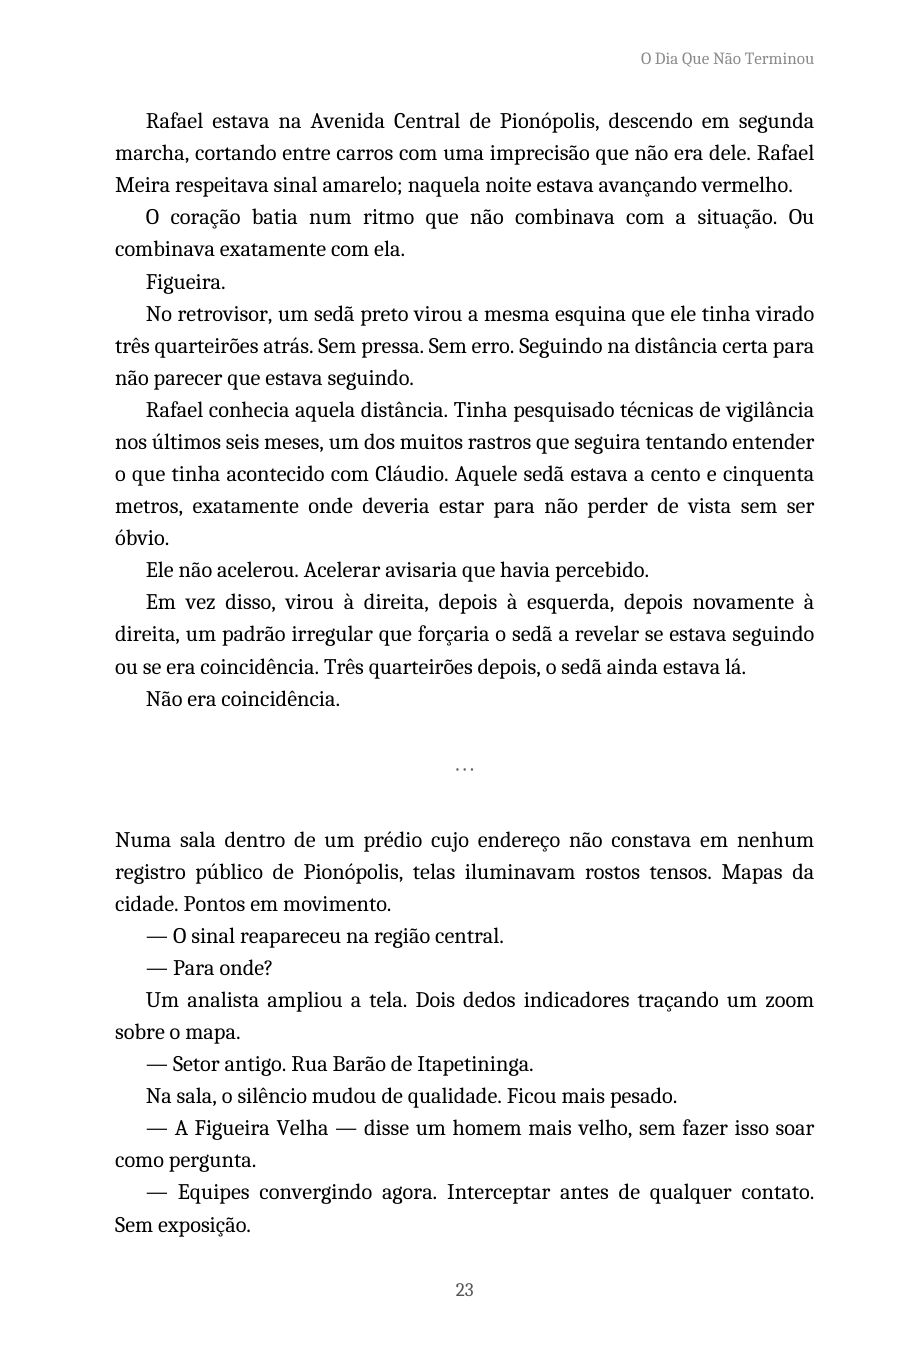 O Dia Que Não Terminou
Rafael estava na Avenida Central de Pionópolis, descendo em segunda
marcha, cortando entre carros com uma imprecisão que não era dele. Rafael
Meira respeitava sinal amarelo; naquela noite estava avançando vermelho.
O coração batia num ritmo que não combinava com a situação. Ou
combinava exatamente com ela.
Figueira.
No retrovisor, um sedã preto virou a mesma esquina que ele tinha virado
três quarteirões atrás. Sem pressa. Sem erro. Seguindo na distância certa para
não parecer que estava seguindo.
Rafael conhecia aquela distância. Tinha pesquisado técnicas de vigilância
nos últimos seis meses, um dos muitos rastros que seguira tentando entender
o que tinha acontecido com Cláudio. Aquele sedã estava a cento e cinquenta
metros, exatamente onde deveria estar para não perder de vista sem ser
óbvio.
Ele não acelerou. Acelerar avisaria que havia percebido.
Em vez disso, virou à direita, depois à esquerda, depois novamente à
direita, um padrão irregular que forçaria o sedã a revelar se estava seguindo
ou se era coincidência. Três quarteirões depois, o sedã ainda estava lá.
Não era coincidência.
...
Numa sala dentro de um prédio cujo endereço não constava em nenhum
registro público de Pionópolis, telas iluminavam rostos tensos. Mapas da
cidade. Pontos em movimento.
— O sinal reapareceu na região central.
— Para onde?
Um analista ampliou a tela. Dois dedos indicadores traçando um zoom
sobre o mapa.
— Setor antigo. Rua Barão de Itapetininga.
Na sala, o silêncio mudou de qualidade. Ficou mais pesado.
— A Figueira Velha — disse um homem mais velho, sem fazer isso soar
como pergunta.
— Equipes convergindo agora. Interceptar antes de qualquer contato.
Sem exposição.
23